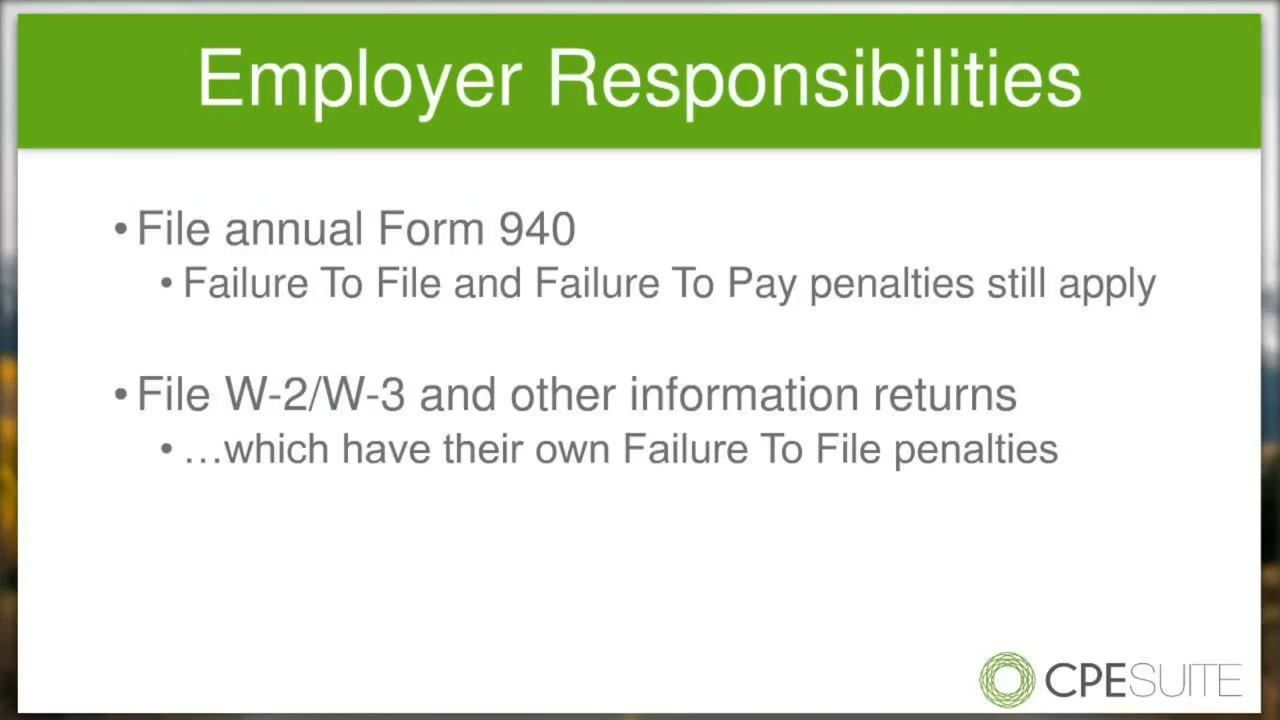 Employer Responsibilities
• File annual Form 940
• Failure To File and Failure To Pay penalties still apply
• File W-2/W-3 and other information returns
• …which have their own Failure To File penalties
CPESUITE